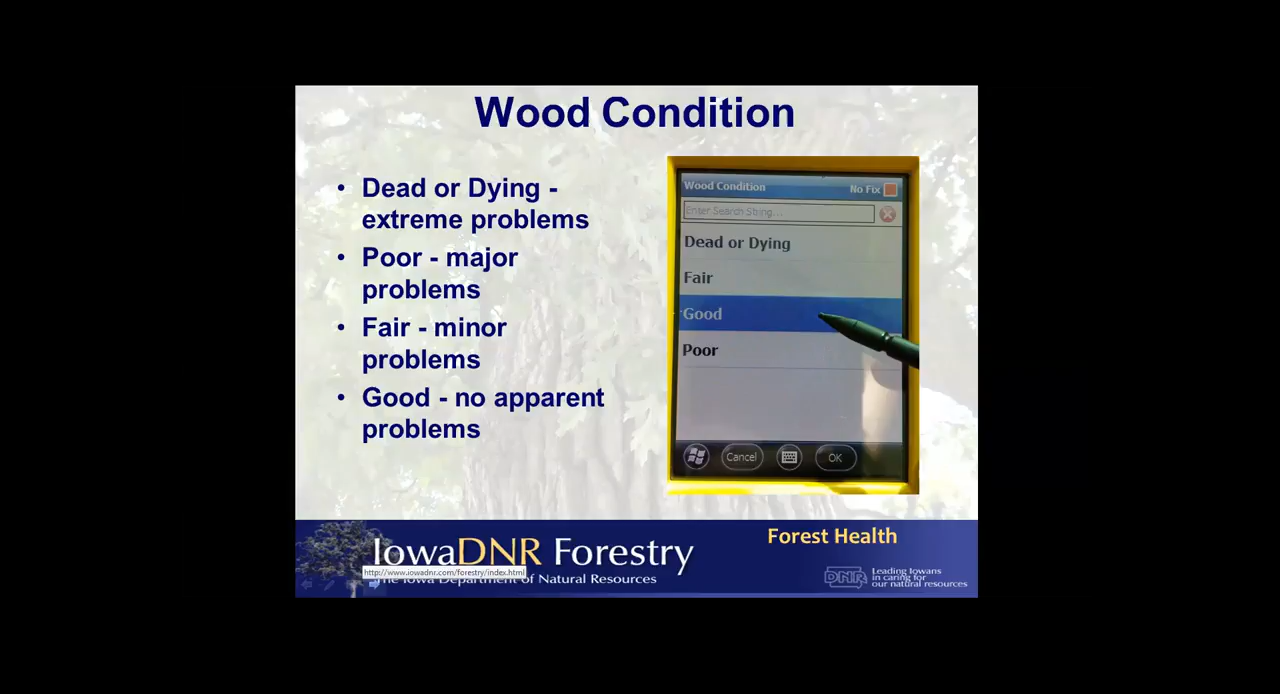 Wood Condition
• Dead or Dying -
extreme problems
• Poor - major
problems
• Fair - minor
problems
• Good - no apparent
problems
Wood Condition No Fix
Enter Search String...
Dead or Dying
Fair
Good
Poor
Cancel OK
Forest Health
IowaDNR Forestry
http://www.iowadnr.com/forestry/index.html
The Iowa Department of Natural Resources
DNR
Leading Iowans
in caring for
our natural resources